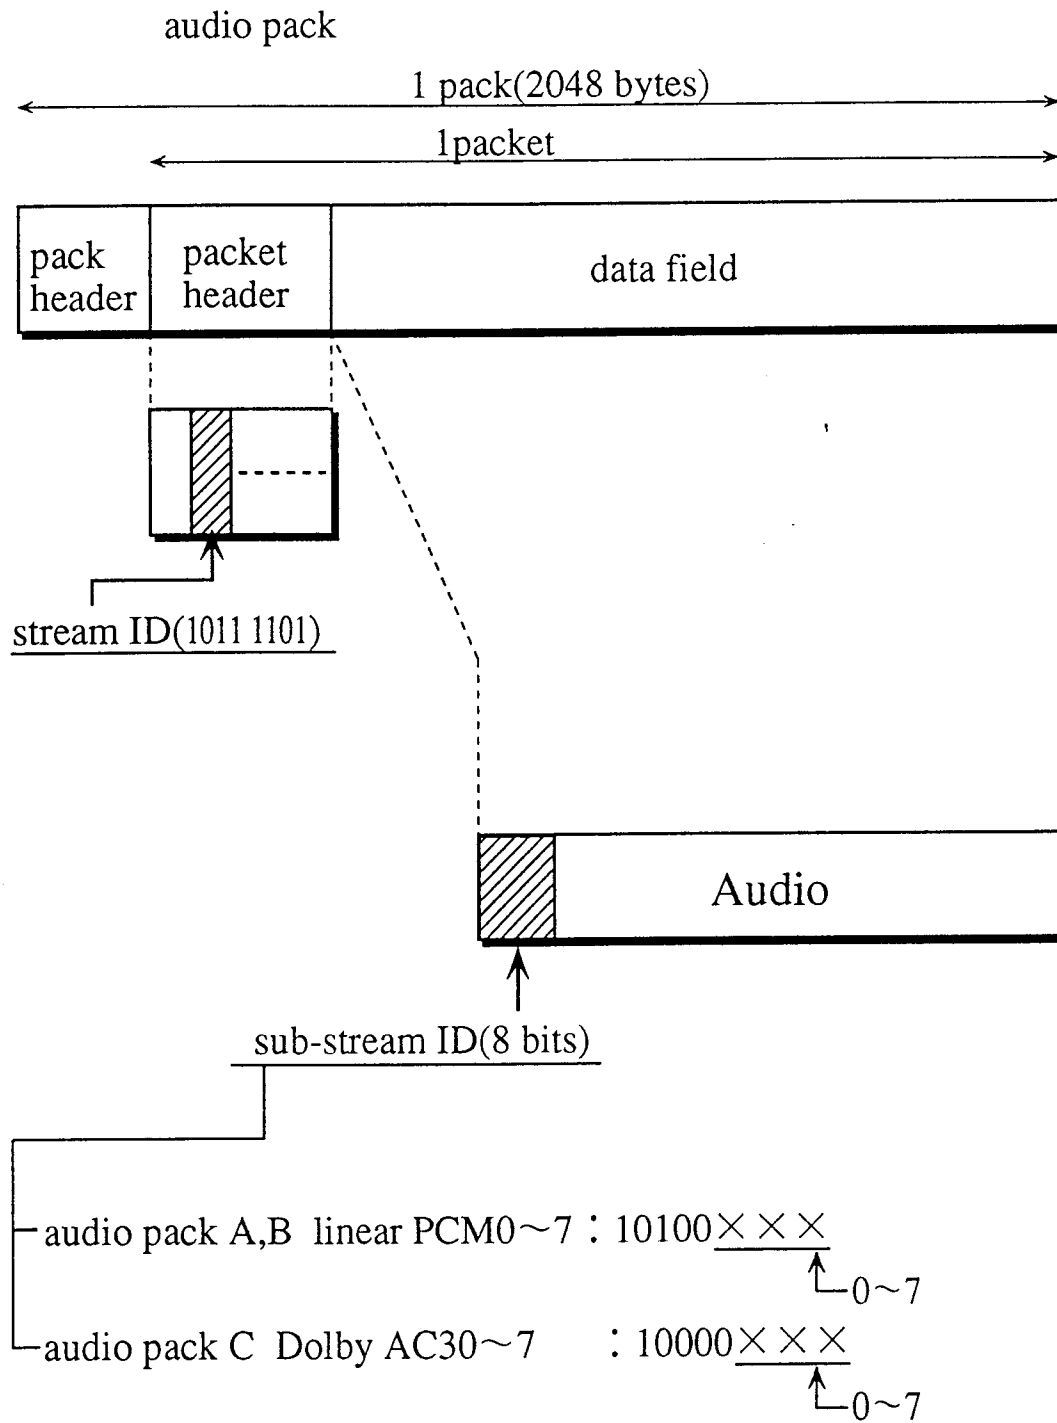 audio pack
1 pack(2048 bytes)
1packet
pack header
packet header
data field
stream ID(1011 1101)
Audio
sub-stream ID(8 bits)
audio pack A,B linear PCM0～7 : 10100×××
0～7
audio pack C Dolby AC30～7 : 10000×××
0～7